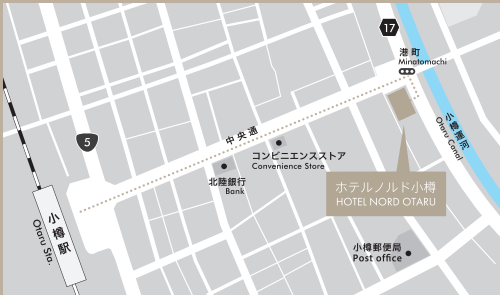 17
港町
Minatomachi
小樽運河
Otaru Canal
5
中央通
コンビニエンスストア
Convenience Store
北陸銀行
Bank
ホテルノルド小樽
HOTEL NORD OTARU
小樽駅
Otaru Sta.
小樽郵便局
Post office